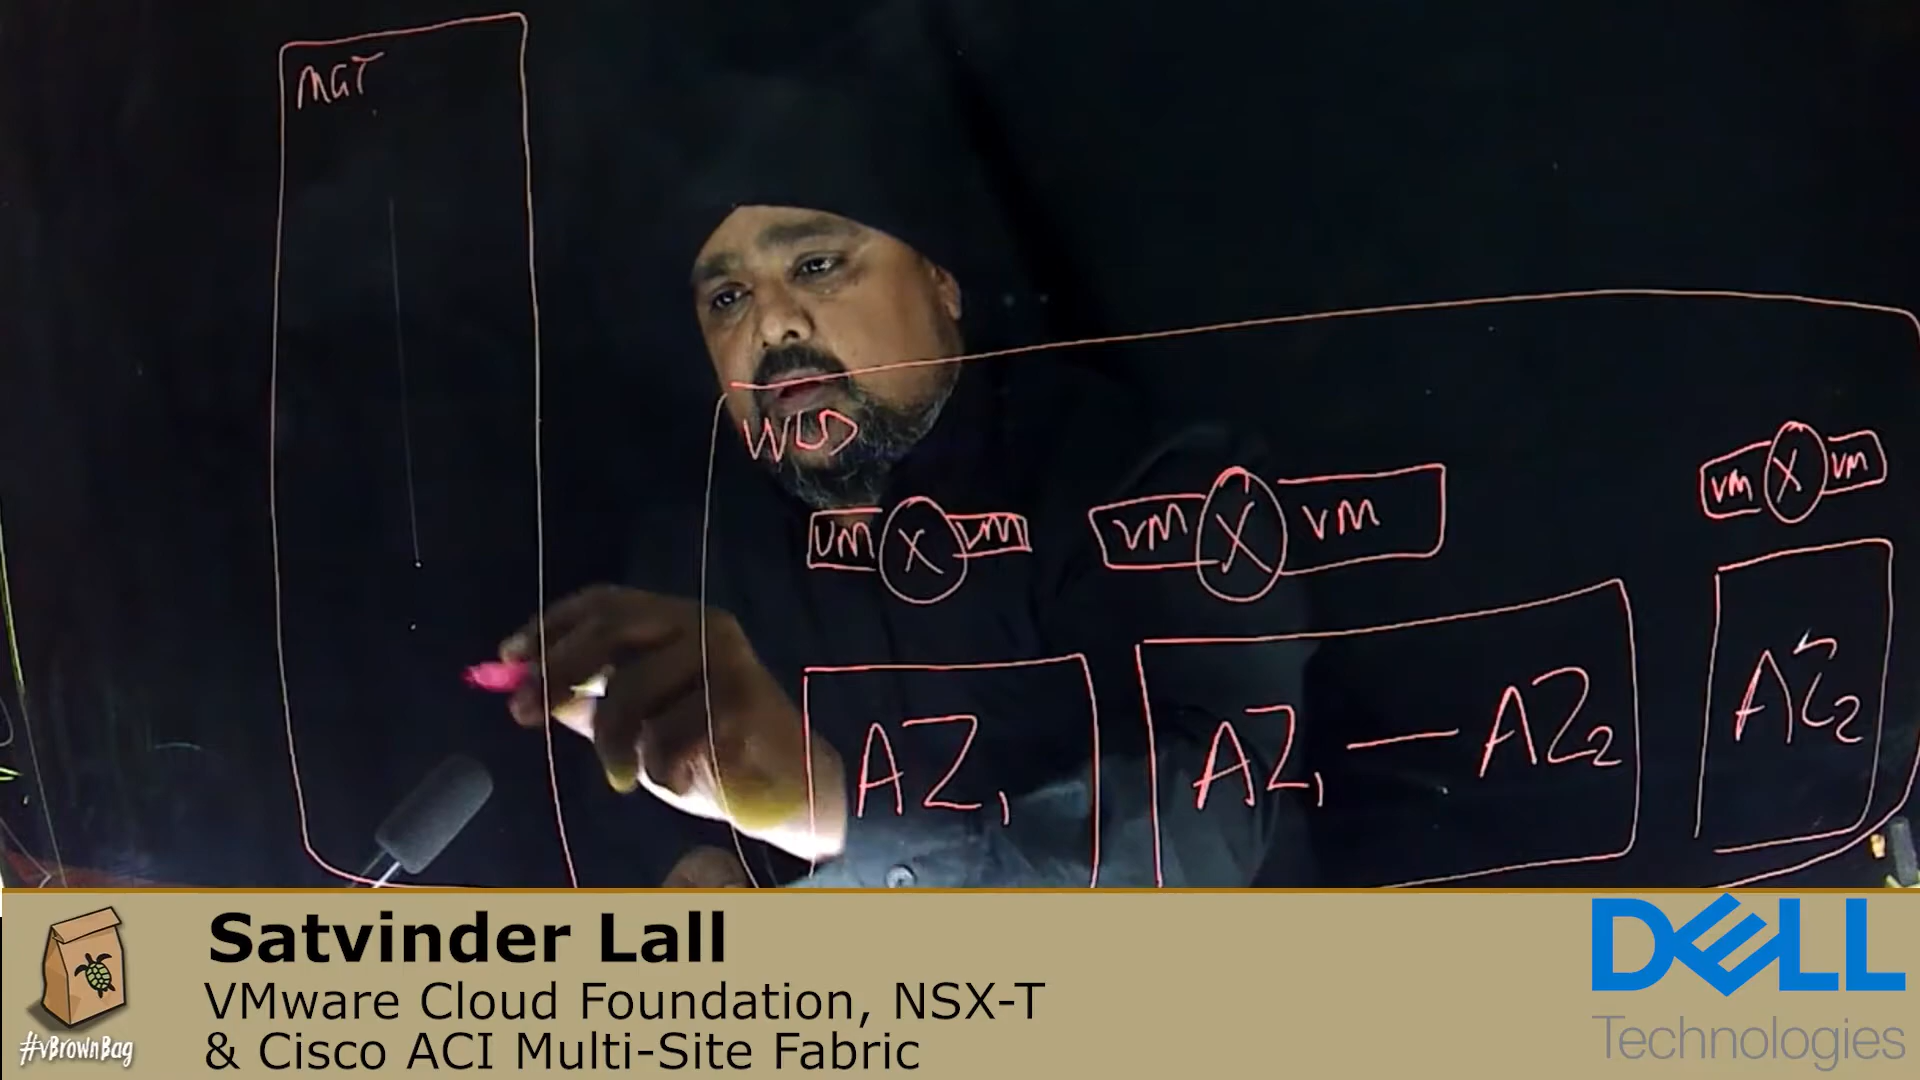 MGT
WLD
VM X VM
VM X VM
VM X VM
AZ1
AZ1 — AZ2
AZ2
Satvinder Lall
VMware Cloud Foundation, NSX-T
& Cisco ACI Multi-Site Fabric
#vBrownBag
DELL
Technologies